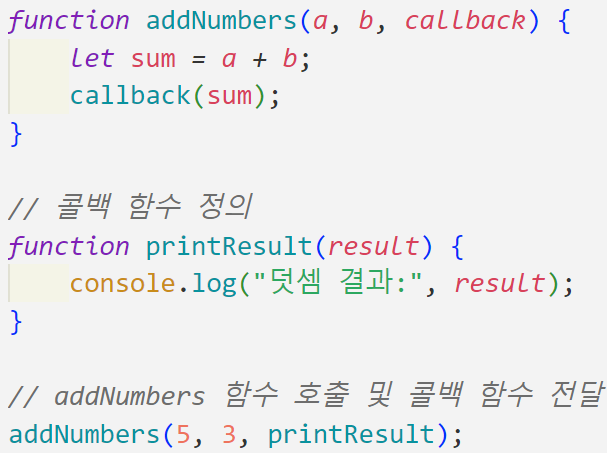 function addNumbers(a, b, callback) {
    let sum = a + b;
    callback(sum);
}
// 콜백 함수 정의
function printResult(result) {
    console.log("덧셈 결과:", result);
}
// addNumbers 함수 호출 및 콜백 함수 전달
addNumbers(5, 3, printResult);